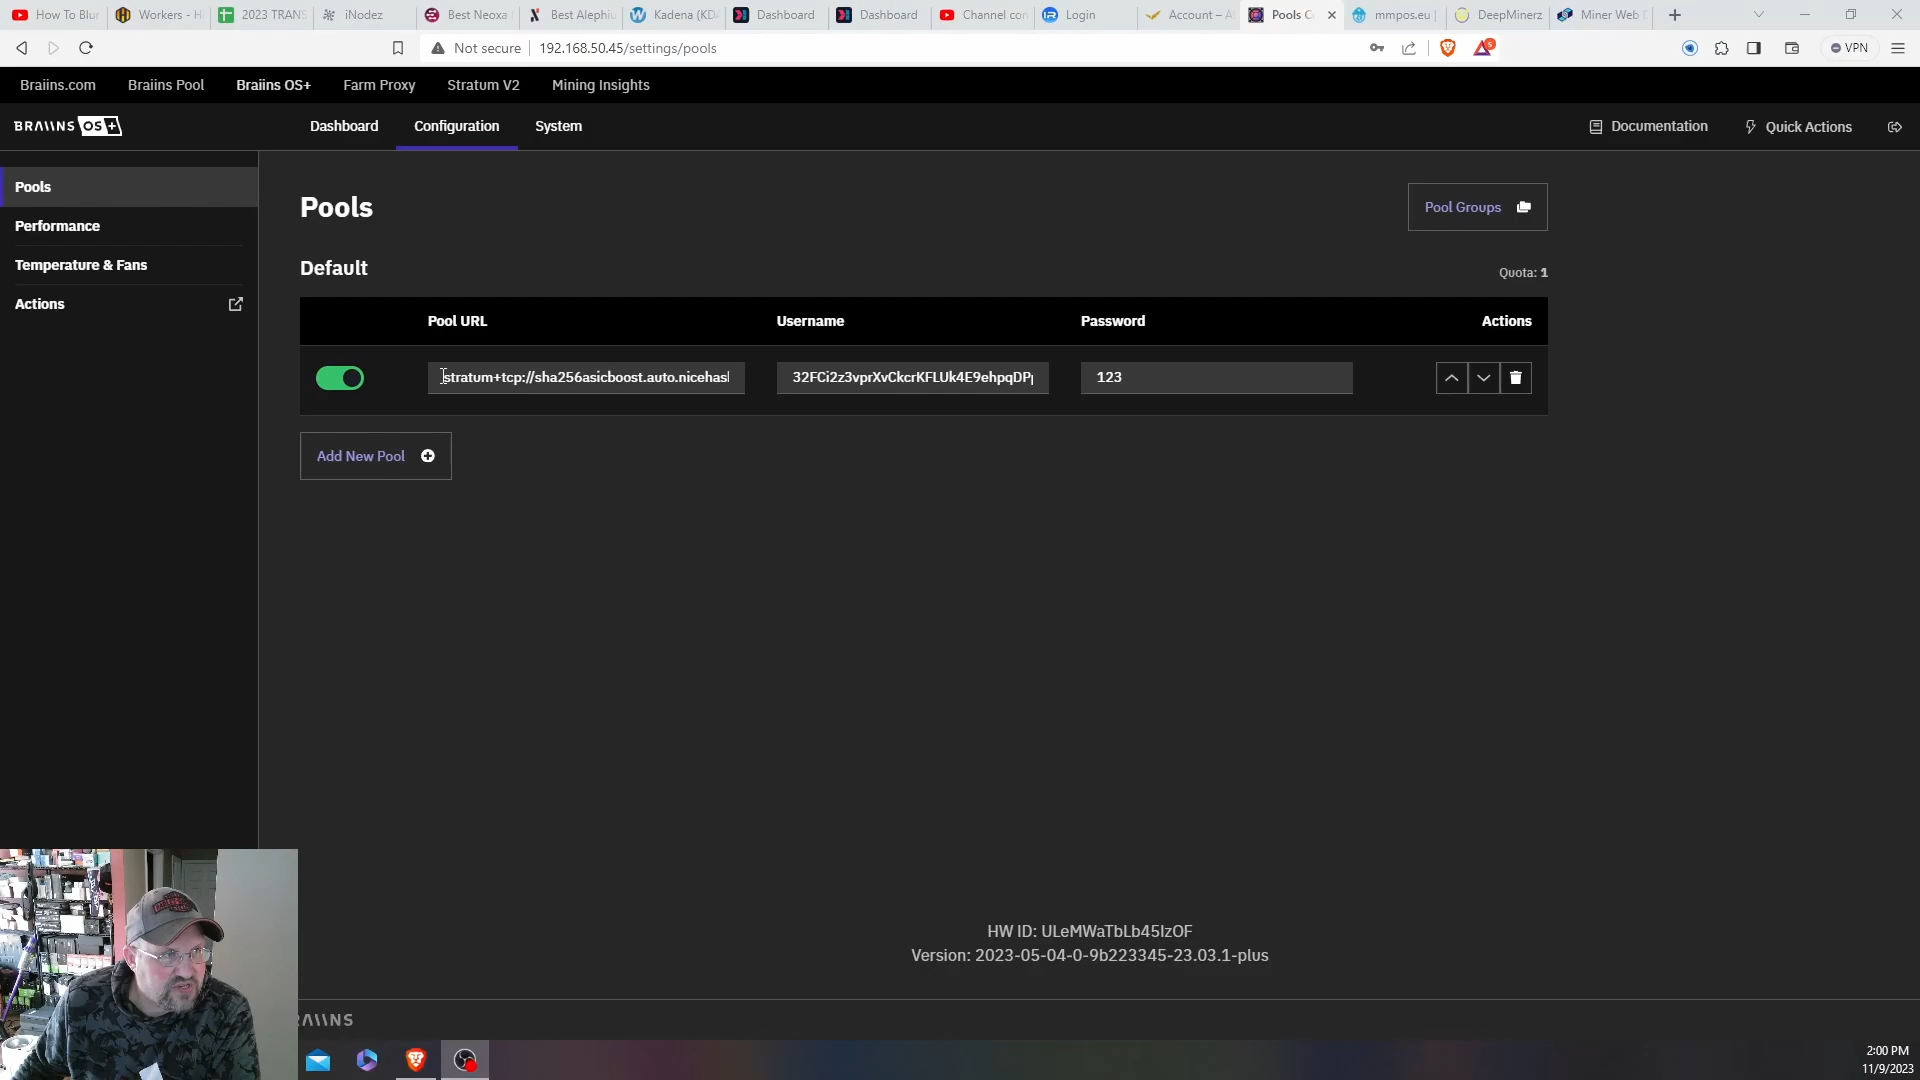 How To Blur
Workers - H
2023 TRANS
iNodez
Best Neoxa
Best Alephiu
Kadena (KDA
Dashboard
Dashboard
Channel con
Login
Account – A
Pools C
mmpos.eu
DeepMinerz
Miner Web D
Not secure
192.168.50.45/settings/pools
5
VPN
Braiins.com
Braiins Pool
Braiins OS+
Farm Proxy
Stratum V2
Mining Insights
BRAIINS OS+
Dashboard
Configuration
System
Documentation
Quick Actions
Pools
Performance
Temperature & Fans
Actions
Pools
Pool Groups
Default
Quota: 1
Pool URL
Username
Password
Actions
stratum+tcp://sha256asicboost.auto.nicehas
32FCi2z3vprXvCkcrKFLUk4E9ehpqDP
123
Add New Pool
HW ID: ULeMWaTbLb45IzOF
Version: 2023-05-04-0-9b223345-23.03.1-plus
RAIINS
2:00 PM
11/9/2023